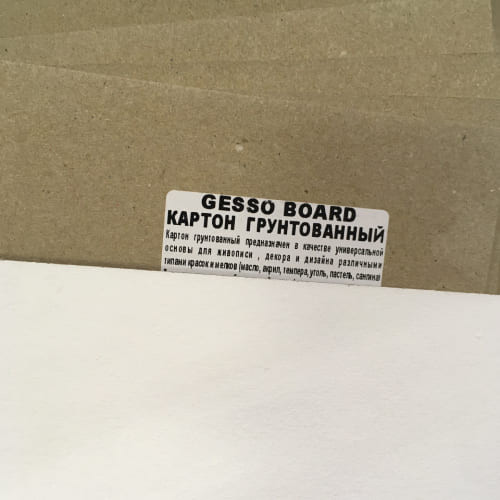 GESSO BOARD
КАРТОН ГРУНТОВАННЫЙ
Картон грунтованный предназначен в качестве универсальной
основы для живописи , декора и дизайна различными
типами красок и мелков (масло, акрил, темпера, уголь, пастель, сангина)